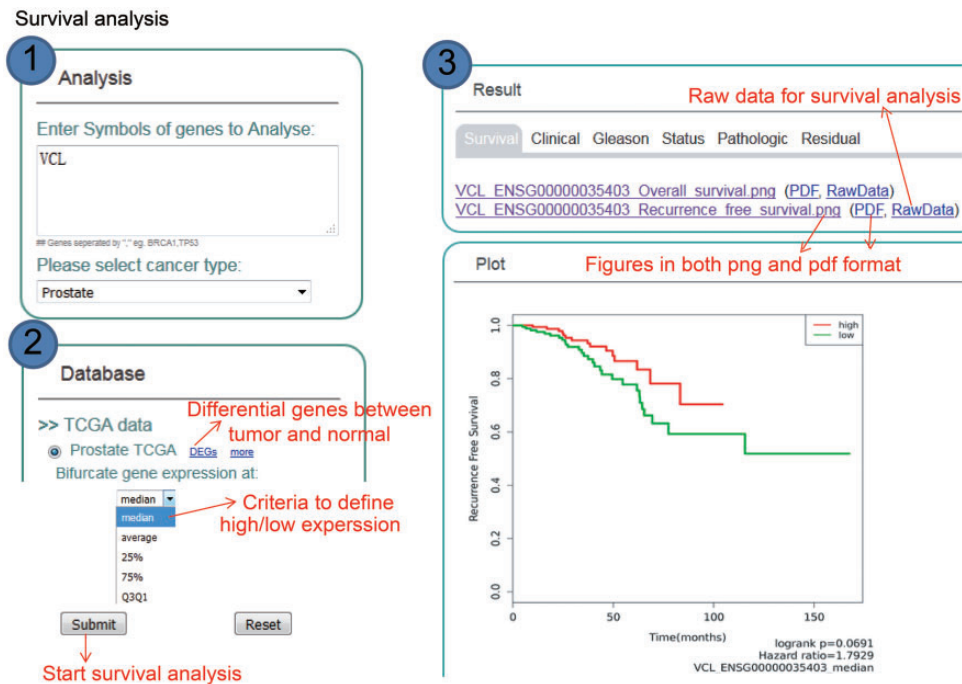 Survival analysis
1
Analysis
Enter Symbols of genes to Analyse:
VCL
## Genes seperated by "," eg. BRCA1,TP53
Please select cancer type:
Prostate
2
Database
>> TCGA data
Differential genes between
tumor and normal
Prostate TCGA DEGs more
Bifurcate gene expression at:
median
median
average
25%
75%
Q3Q1
Criteria to define
high/low experssion
Submit
Reset
Start survival analysis
3
Result
Raw data for survival analysis
Survival Clinical Gleason Status Pathologic Residual
VCL_ENSG00000035403_Overall_survival.png (PDF, RawData)
VCL_ENSG00000035403_Recurrence_free_survival.png (PDF, RawData)
Plot
Figures in both png and pdf format
high
low
Recurrence Free Survival
1.0
0.8
0.6
0.4
0.2
0.0
0 50 100 150
Time(months)
logrank p=0.0691
Hazard ratio=1.7929
VCL_ENSG00000035403_median